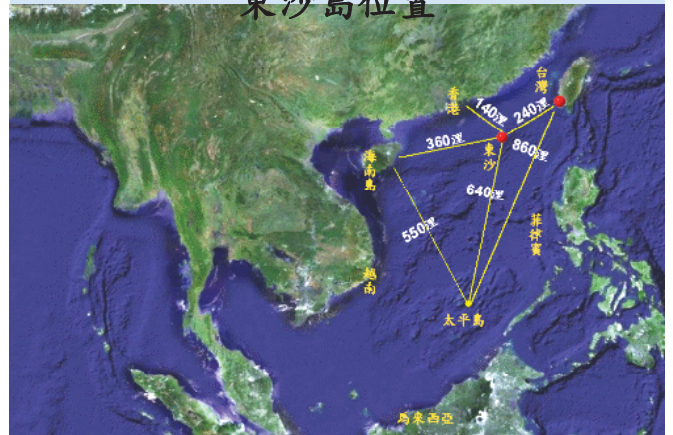 東沙島位置
台灣
香港
140浬
240浬
360浬
東沙
860浬
海南島
640浬
550浬
菲律賓
越南
太平島
馬來西亞